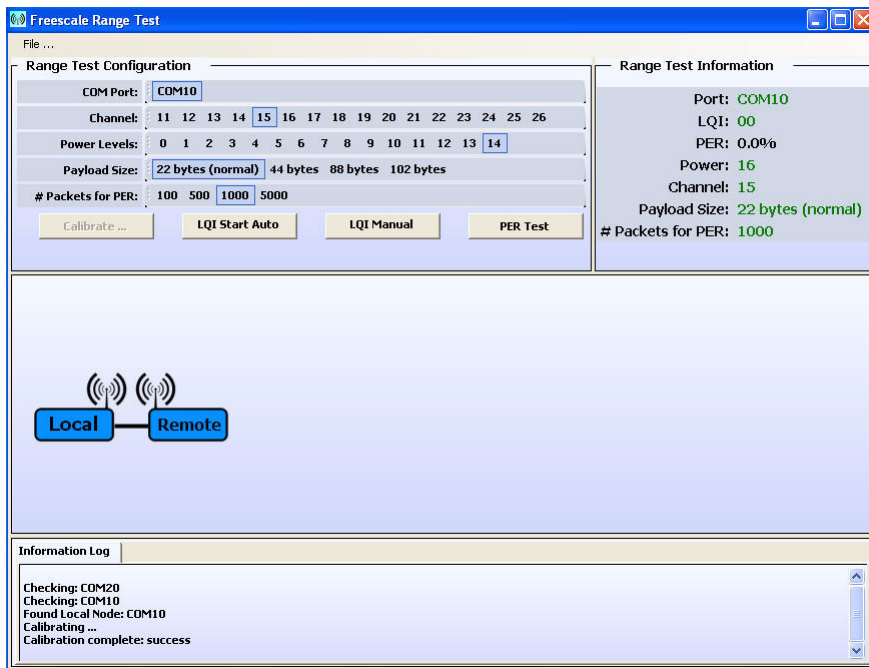 Freescale Range Test
File ...
Range Test Configuration
COM Port: COM10
Channel: 11 12 13 14 15 16 17 18 19 20 21 22 23 24 25 26
Power Levels: 0 1 2 3 4 5 6 7 8 9 10 11 12 13 14
Payload Size: 22 bytes (normal) 44 bytes 88 bytes 102 bytes
# Packets for PER: 100 500 1000 5000
Calibrate ... LQI Start Auto LQI Manual PER Test
Range Test Information
Port: COM10
LQI: 00
PER: 0.0%
Power: 16
Channel: 15
Payload Size: 22 bytes (normal)
# Packets for PER: 1000
Local Remote
Information Log
Checking: COM20
Checking: COM10
Found Local Node: COM10
Calibrating ...
Calibration complete: success